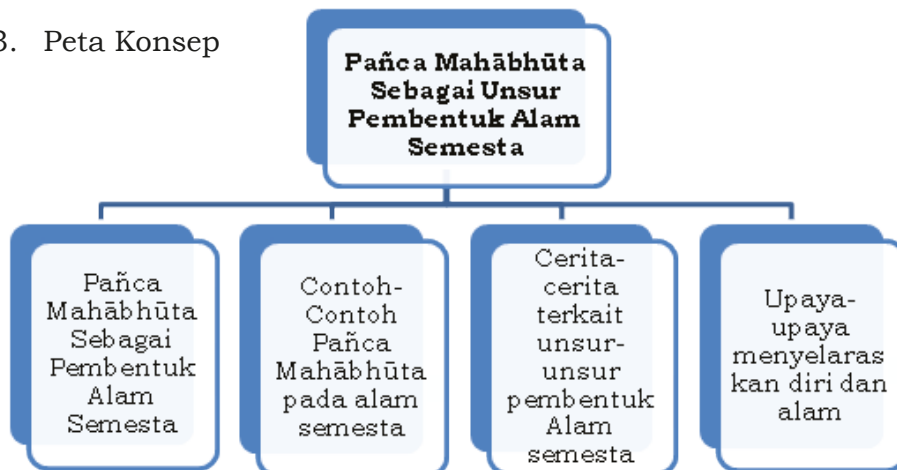 3. Peta Konsep
Pañca Mahābhūta
Sebagai Unsur
Pembentuk Alam
Semesta
Pañca
Mahābhūta
Sebagai
Pembentuk
Alam
Semesta
Contoh-
Contoh
Pañca
Mahābhūta
pada alam
semesta
Cerita-
cerita
terkait
unsur-
unsur
pembentuk
Alam
semesta
Upaya-
upaya
menyelaras
kan diri dan
alam